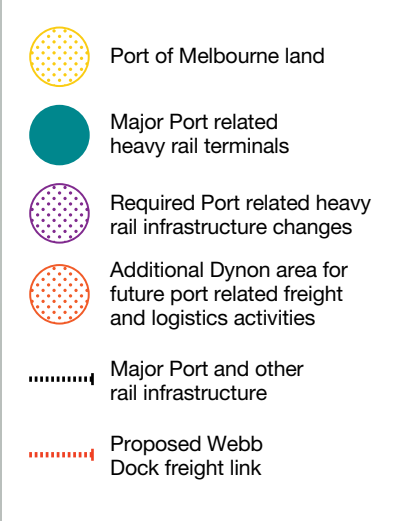 Port of Melbourne land
Major Port related
heavy rail terminals
Required Port related heavy
rail infrastructure changes
Additional Dynon area for
future port related freight
and logistics activities
Major Port and other
rail infrastructure
Proposed Webb
Dock freight link